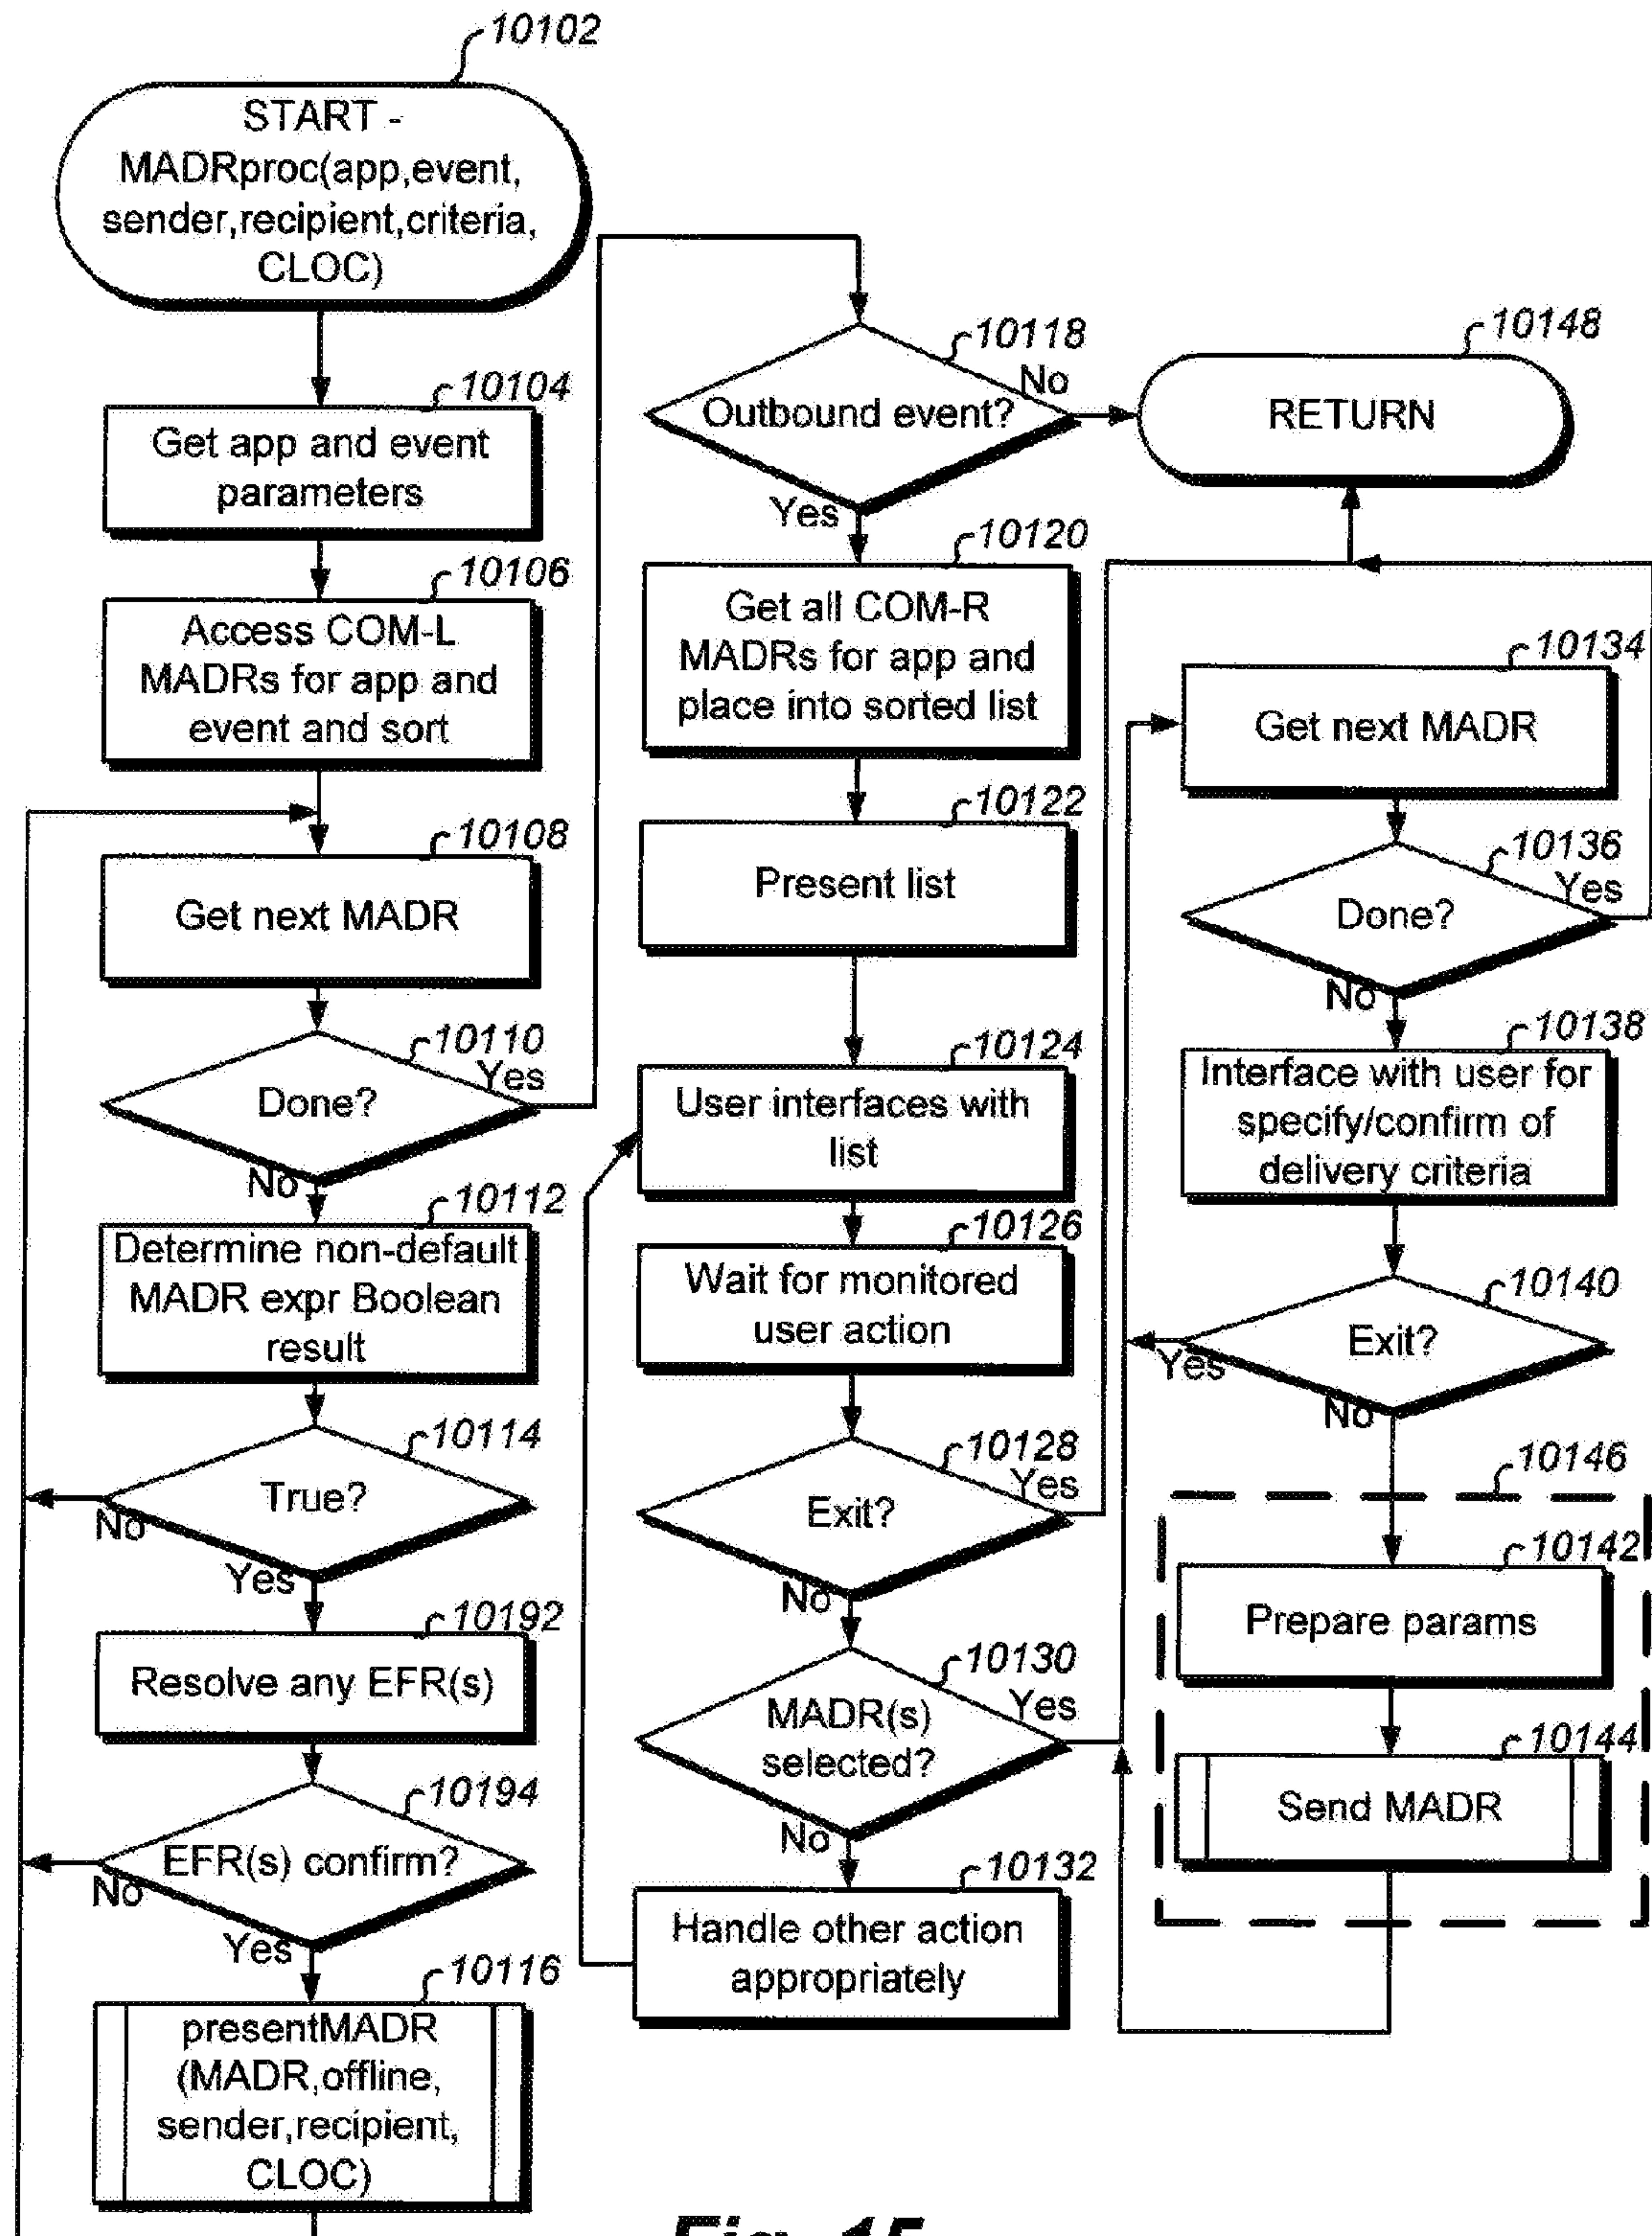 10102
START -
MADRproc(app,event,
sender,recipient,criteria,
CLOC)
10104
Get app and event
parameters
10106
Access COM-L
MADRs for app and
event and sort
10108
Get next MADR
10110
Yes
Done?
No
10112
Determine non-default
MADR expr Boolean
result
10114
True?
No
Yes
10192
Resolve any EFR(s)
10194
EFR(s) confirm?
No
Yes
10116
presentMADR
(MADR,offline,
sender,recipient,
CLOC)
10118
No
Outbound event?
Yes
10120
Get all COM-R
MADRs for app and
place into sorted list
10122
Present list
10124
User interfaces with
list
10126
Wait for monitored
user action
10128
Yes
Exit?
No
10130
Yes
MADR(s)
selected?
No
10132
Handle other action
appropriately
10148
RETURN
10134
Get next MADR
10136
Yes
Done?
No
10138
Interface with user for
specify/confirm of
delivery criteria
10140
Exit?
Yes
No
10146
10142
Prepare params
10144
Send MADR
Fig. 15